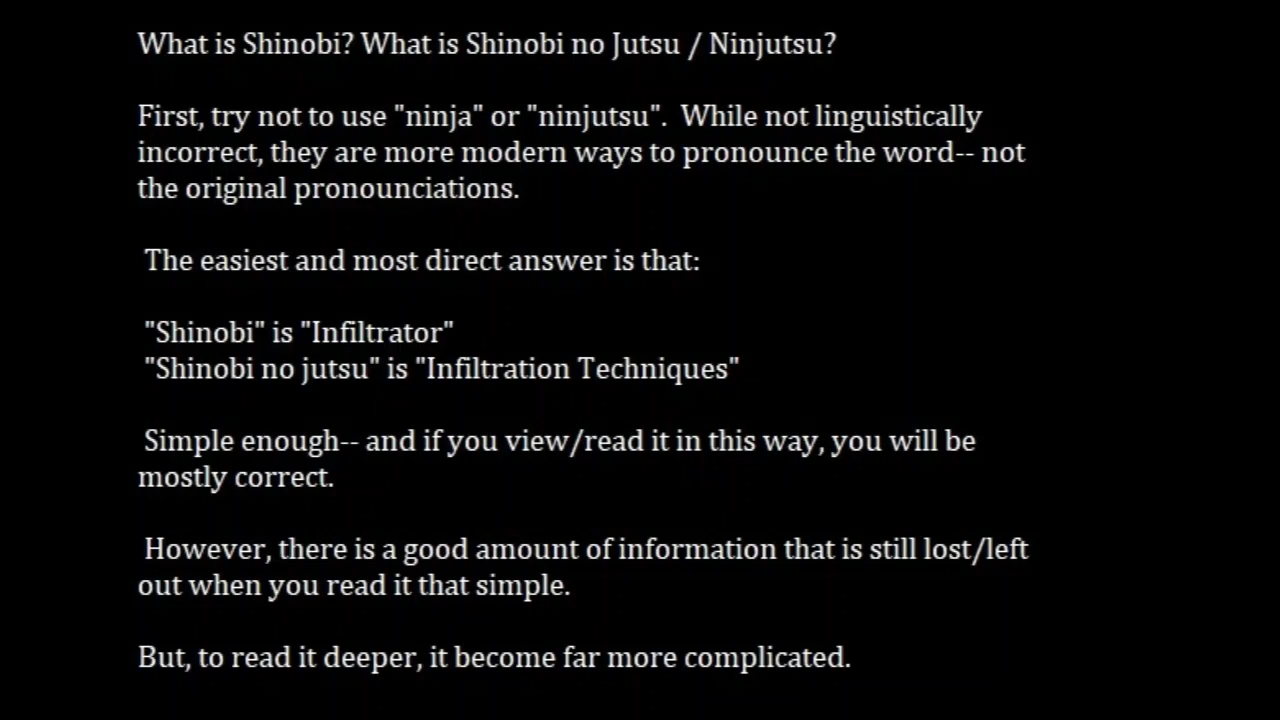 What is Shinobi? What is Shinobi no Jutsu / Ninjutsu?
First, try not to use "ninja" or "ninjutsu".  While not linguistically
incorrect, they are more modern ways to pronounce the word-- not
the original pronounciations.
The easiest and most direct answer is that:
"Shinobi" is "Infiltrator"
"Shinobi no jutsu" is "Infiltration Techniques"
Simple enough-- and if you view/read it in this way, you will be
mostly correct.
However, there is a good amount of information that is still lost/left
out when you read it that simple.
But, to read it deeper, it become far more complicated.